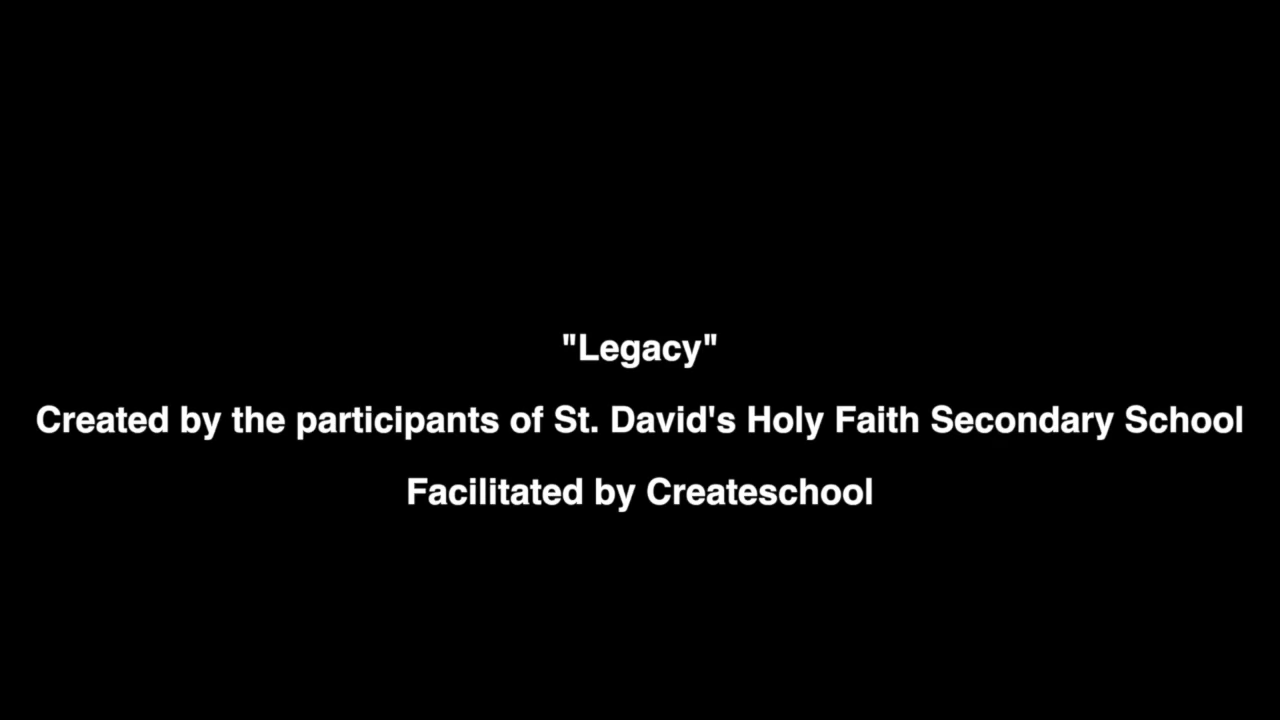 "Legacy"
Created by the participants of St. David's Holy Faith Secondary School
Facilitated by Createschool